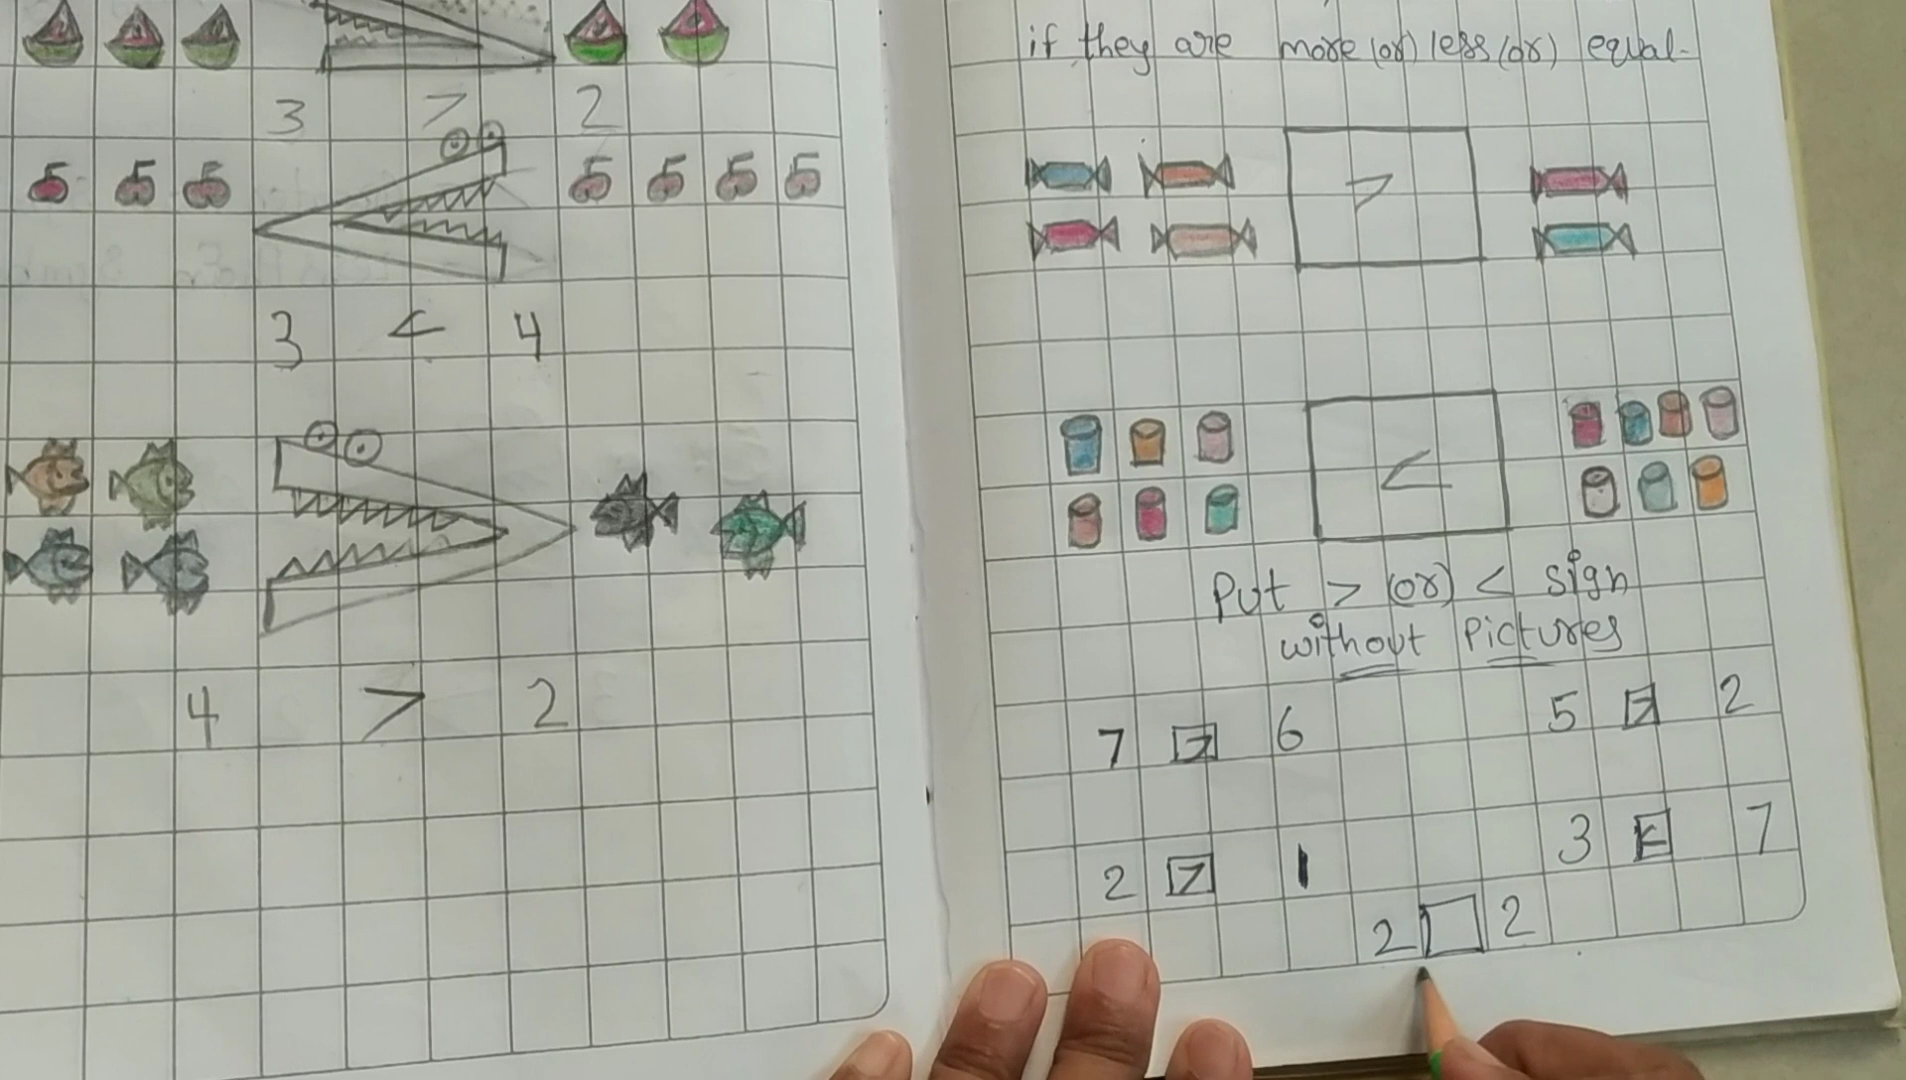 3 > 2
3 < 4
4 > 2
if they are more (or) less (or) equal-
>
<
Put > (or) < sign
without pictures
7 > 6 5 > 2
2 > 1 3 < 7
2 2